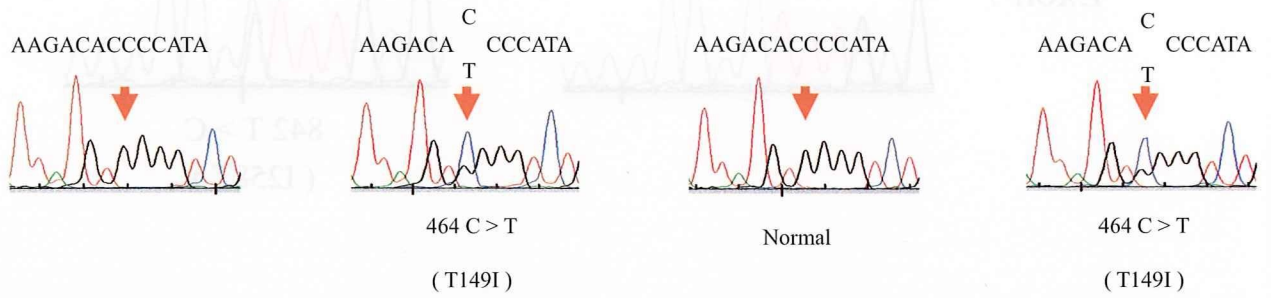 AAGACACCCCATA
C
AAGACA CCCATA
T
464 C > T
( T149I )
AAGACACCCCATA
Normal
C
AAGACA CCCATA
T
464 C > T
( T149I )